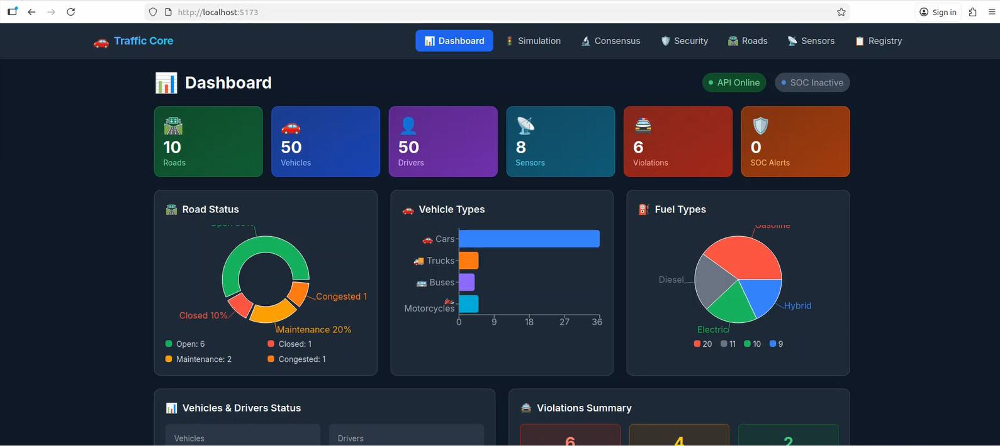 http://localhost:5173
Sign in
Traffic Core
Dashboard
Simulation
Consensus
Security
Roads
Sensors
Registry
Dashboard
API Online
SOC Inactive
10
Roads
50
Vehicles
50
Drivers
8
Sensors
6
Violations
0
SOC Alerts
Road Status
Congested 1
Closed 10%
Maintenance 20%
Open: 6
Closed: 1
Maintenance: 2
Congested: 1
Vehicle Types
Cars
Trucks
Buses
Motorcycles
0 9 18 27 36
Fuel Types
Gasoline
Diesel
Hybrid
Electric
20 11 10 9
Vehicles & Drivers Status
Vehicles
Drivers
Violations Summary
6
4
2